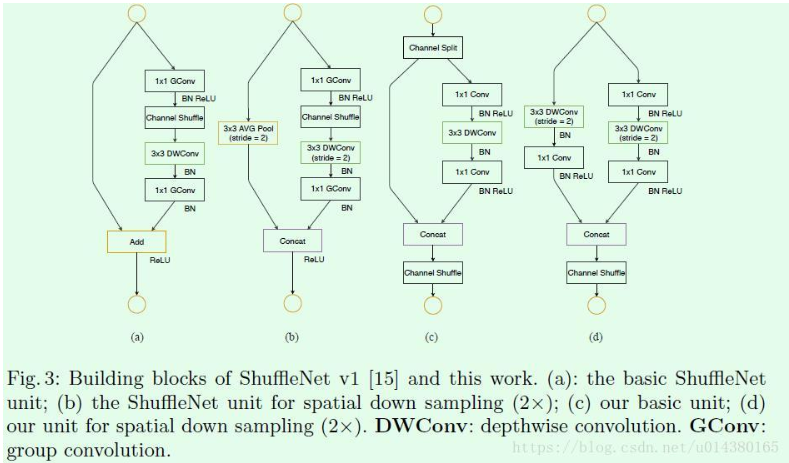 Channel Split
1x1 GConv
BN ReLU
Channel Shuffle
3x3 DWConv
BN
1x1 GConv
BN
Add
ReLU
(a)
3x3 AVG Pool
(stride = 2)
1x1 GConv
BN ReLU
Channel Shuffle
3x3 DWConv
(stride = 2)
BN
1x1 GConv
BN
Concat
ReLU
(b)
1x1 Conv
BN ReLU
3x3 DWConv
BN
1x1 Conv
BN ReLU
Concat
Channel Shuffle
(c)
3x3 DWConv
(stride = 2)
BN
1x1 Conv
BN ReLU
1x1 Conv
BN ReLU
3x3 DWConv
(stride = 2)
BN
1x1 Conv
BN ReLU
Concat
Channel Shuffle
(d)
Fig. 3: Building blocks of ShuffleNet v1 [15] and this work. (a): the basic ShuffleNet
unit; (b) the ShuffleNet unit for spatial down sampling (2×); (c) our basic unit; (d)
our unit for spatial down sampling (2×). DWConv: depthwise convolution. GConv:
group convolution.
https://blog.csdn.net/u014380165